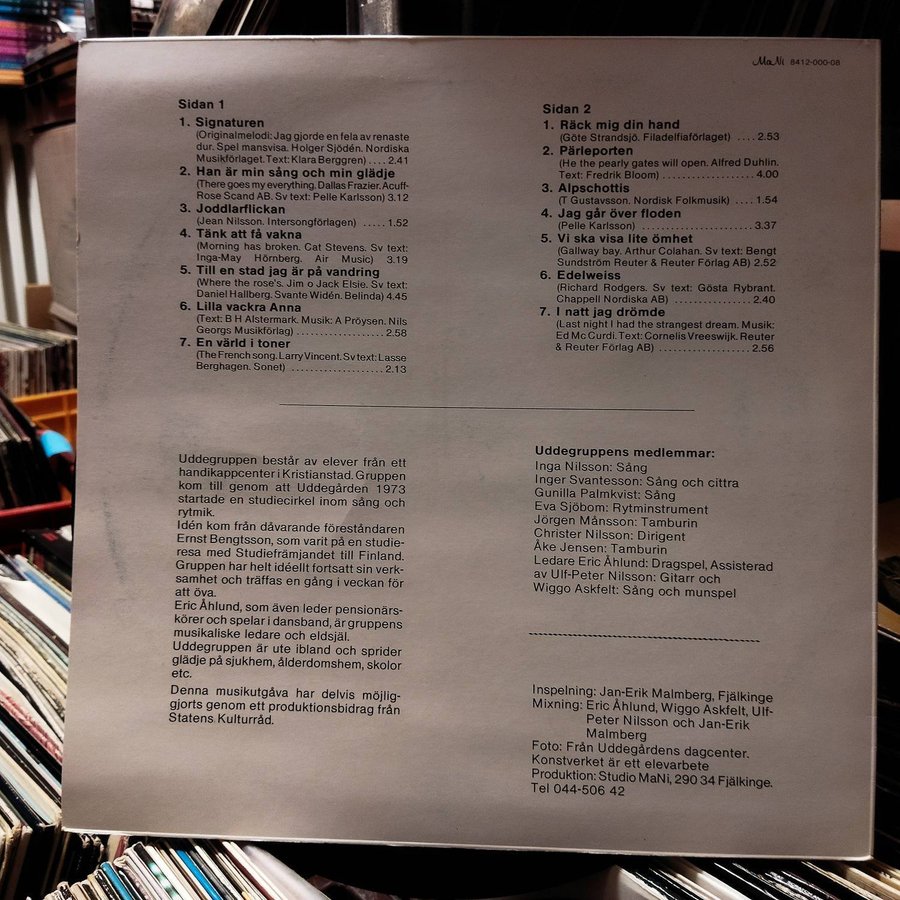 MaNi 8412-000-08
Sidan 1
1. Signaturen
(Originalmelodi: Jag gjorde en fela av renaste
dur. Spel mansvisa. Holger Sjödén. Nordiska
Musikförlaget. Text: Klara Berggren) .... 2.41
2. Han är min sång och min glädje
(There goes my everything. Dallas Frazier. Acuff-
Rose Scand AB. Sv text: Pelle Karlsson) 3.12
3. Joddlarflickan
(Jean Nilsson. Intersongförlagen) ..... 1.52
4. Tänk att få vakna
(Morning has broken. Cat Stevens. Sv text:
Inga-May Hörnberg. Air Music) 3.19
5. Till en stad jag är på vandring
(Where the rose's. Jim o Jack Elsie. Sv text:
Daniel Hallberg. Svante Widén. Belinda) 4.45
6. Lilla vackra Anna
(Text: B H Alstermark. Musik: A Pröysen. Nils
Georgs Musikförlag) ..................... 2.58
7. En värld i toner
(The French song. Larry Vincent. Sv text: Lasse
Berghagen. Sonet) ....................... 2.13
Sidan 2
1. Räck mig din hand
(Göte Strandsjö. Filadelfiaförlaget) .... 2.53
2. Pärleporten
(He the pearly gates will open. Alfred Duhlin.
Text: Fredrik Bloom) ................... 4.00
3. Alpschottis
(T Gustavsson. Nordisk Folkmusik) .... 1.54
4. Jag går över floden
(Pelle Karlsson) ........................ 3.37
5. Vi ska visa lite ömhet
(Gallway bay. Arthur Colahan. Sv text: Bengt
Sundström Reuter & Reuter Förlag AB) 2.52
6. Edelweiss
(Richard Rodgers. Sv text: Gösta Rybrant.
Chappell Nordiska AB) ................ 2.40
7. I natt jag drömde
(Last night I had the strangest dream. Musik:
Ed Mc Curdi. Text: Cornelis Vreeswijk. Reuter
& Reuter Förlag AB) .................... 2.56
Uddegruppen består av elever från ett
handikappcenter i Kristianstad. Gruppen
kom till genom att Uddegården 1973
startade en studiecirkel inom sång och
rytmik.
Idén kom från dåvarande föreståndaren
Ernst Bengtsson, som varit på en studie-
resa med Studiefrämjandet till Finland.
Gruppen har helt idéellt fortsatt sin verk-
samhet och träffas en gång i veckan för
att öva.
Eric Åhlund, som även leder pensionärs-
körer och spelar i dansband, är gruppens
musikaliske ledare och eldsjäl.
Uddegruppen är ute ibland och sprider
glädje på sjukhem, ålderdomshem, skolor
etc.
Denna musikutgåva har delvis möjlig-
gjorts genom ett produktionsbidrag från
Statens Kulturråd.
Uddegruppens medlemmar:
Inga Nilsson: Sång
Inger Svantesson: Sång och cittra
Gunilla Palmkvist: Sång
Eva Sjöbom: Rytminstrument
Jörgen Månsson: Tamburin
Christer Nilsson: Dirigent
Åke Jensen: Tamburin
Ledare Eric Åhlund: Dragspel, Assisterad
av Ulf-Peter Nilsson: Gitarr och
Wiggo Askfelt: Sång och munspel
Inspelning: Jan-Erik Malmberg, Fjälkinge
Mixning: Eric Åhlund, Wiggo Askfelt, Ulf-
Peter Nilsson och Jan-Erik
Malmberg
Foto: Från Uddegårdens dagcenter.
Konstverket är ett elevarbete
Produktion: Studio MaNi, 290 34 Fjälkinge.
Tel 044-506 42